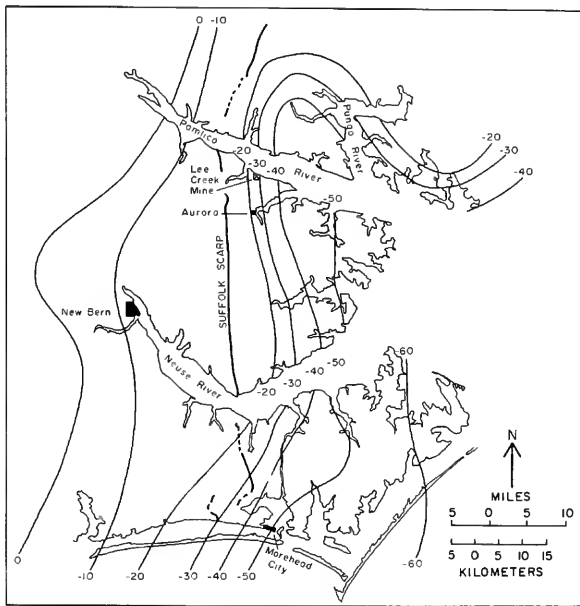 0
-10
Pamlico
River
Pungo
River
-20
-30
-40
-20
-30
-40
Lee
Creek
Mine
-50
Aurora
SUFFOLK SCARP
New Bern
Neuse River
-20
-30
-40
-50
-60
N
MILES
5 0 5 10
5 0 5 10 15
KILOMETERS
Morehead
City
0
-10
-20
-30
-40
-50
-60